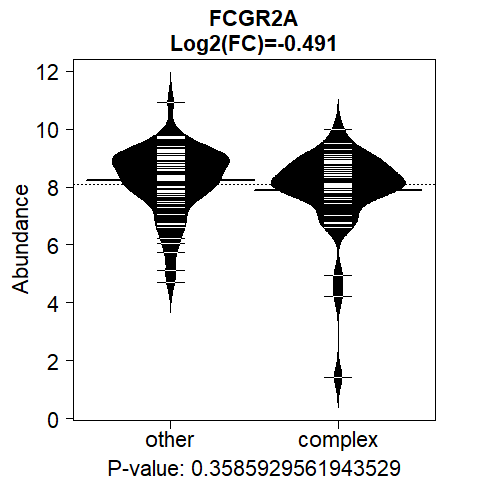 FCGR2A
Log2(FC)=-0.491
Abundance
12
10
8
6
4
2
0
other complex
P-value: 0.3585929561943529